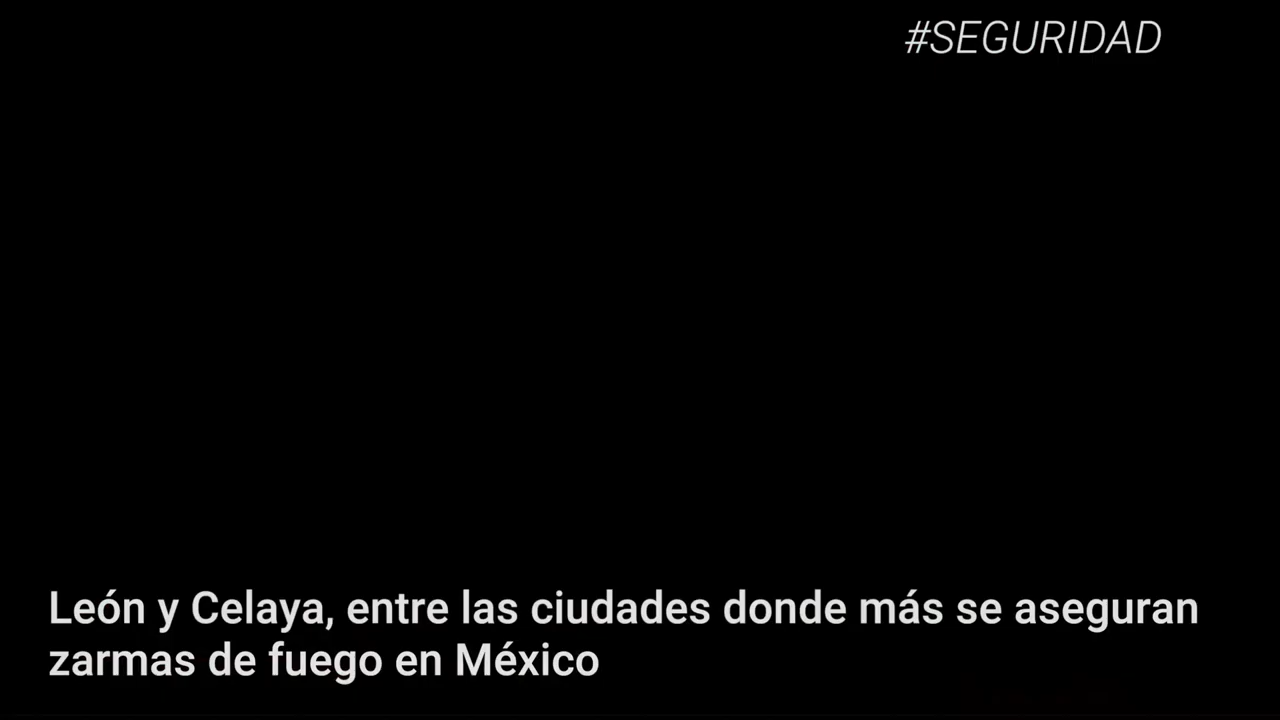 #SEGURIDAD
León y Celaya, entre las ciudades donde más se aseguran
zarmas de fuego en México